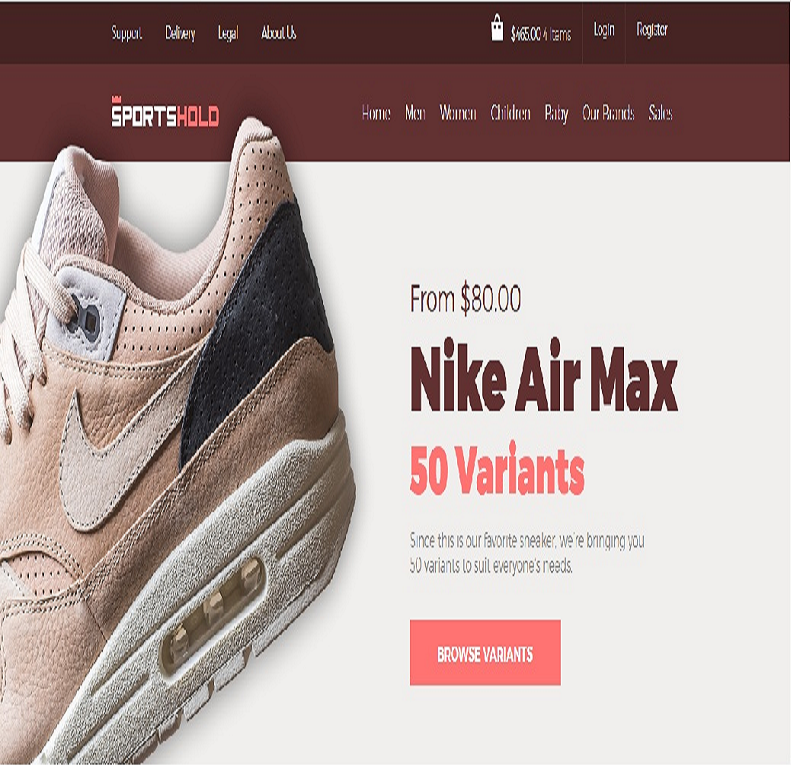 Support Delivery Legal About Us
$465.00 4 Items Login Register
SPORTSHOLD
Home Men Women Children Baby Our Brands Sales
From $80.00
Nike Air Max
50 Variants
Since this is our favorite sneaker, we're bringing you
50 variants to suit everyone's needs.
BROWSE VARIANTS